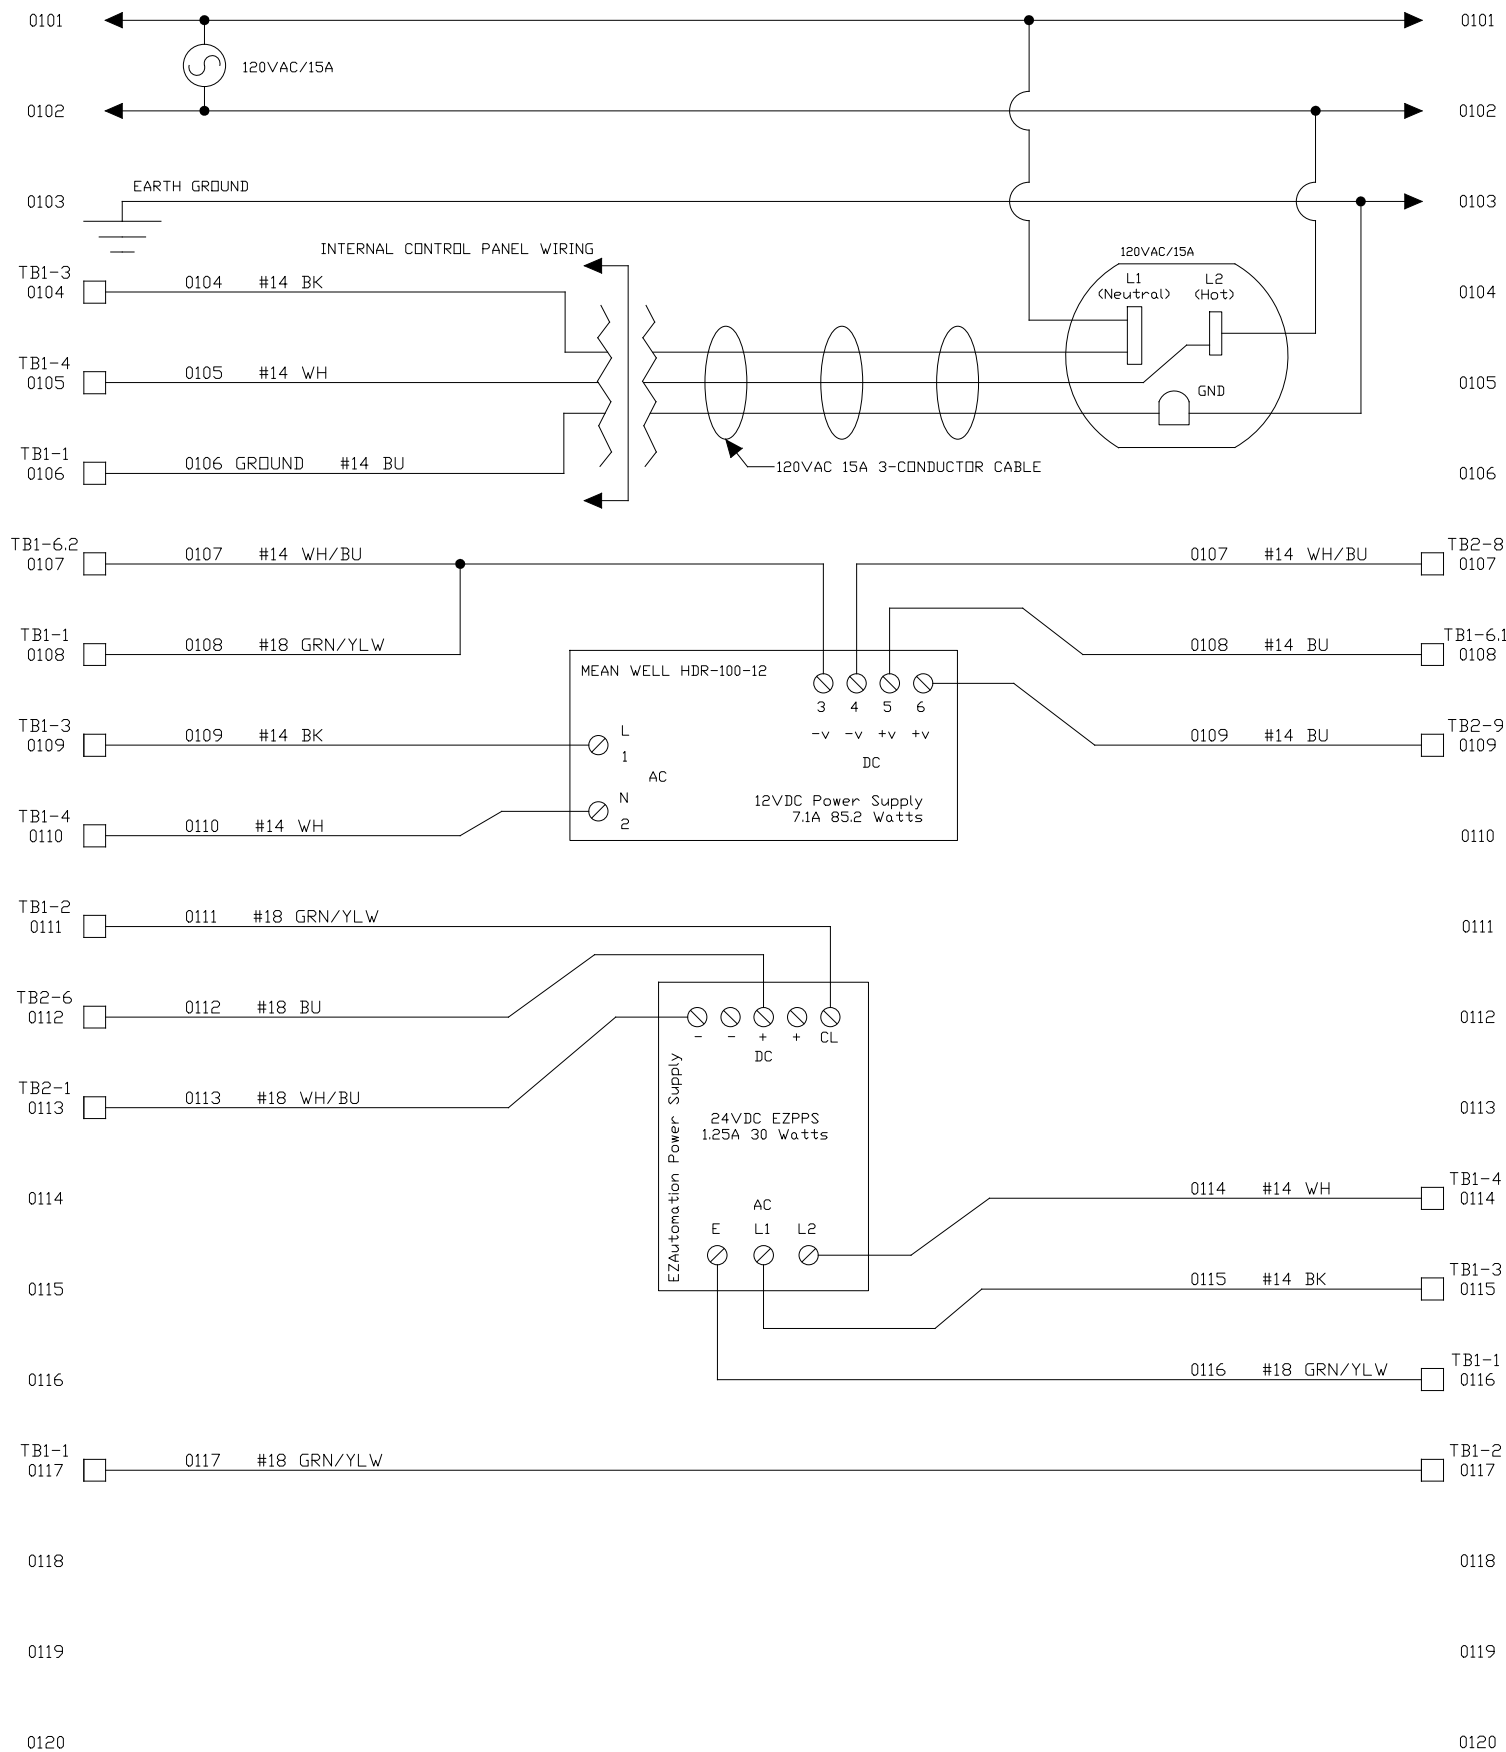 0101 0101
120VAC/15A
0102 0102
EARTH GROUND
0103 0103
INTERNAL CONTROL PANEL WIRING
120VAC/15A
TB1-3
0104 0104 #14 BK 0104
L1 L2
(Neutral) (Hot)
TB1-4
0105 0105 #14 WH 0105
GND
TB1-1
0106 0106 GROUND #14 BU 0106
120VAC 15A 3-CONDUCTOR CABLE
TB1-6.2 TB2-8
0107 0107 #14 WH/BU 0107 #14 WH/BU 0107
TB1-1 TB1-6.1
0108 0108 #18 GRN/YLW 0108 #14 BU 0108
MEAN WELL HDR-100-12
3 4 5 6
TB1-3 TB2-9
0109 0109 #14 BK L -v -v +v +v 0109 #14 BU 0109
1 DC
AC
N 12VDC Power Supply
2 7.1A 85.2 Watts
TB1-4
0110 0110 #14 WH 0110
TB1-2
0111 0111 #18 GRN/YLW 0111
TB2-6
0112 0112 #18 BU 0112
- - + + CL
DC
TB2-1
0113 0113 #18 WH/BU 0113
EZAutomation Power Supply
24VDC EZPPS
1.25A 30 Watts
TB1-4
0114 0114 #14 WH 0114
AC
E L1 L2
TB1-3
0115 0115 #14 BK 0115
TB1-1
0116 0116 #18 GRN/YLW 0116
TB1-1 TB1-2
0117 0117 #18 GRN/YLW 0117
0118 0118
0119 0119
0120 0120